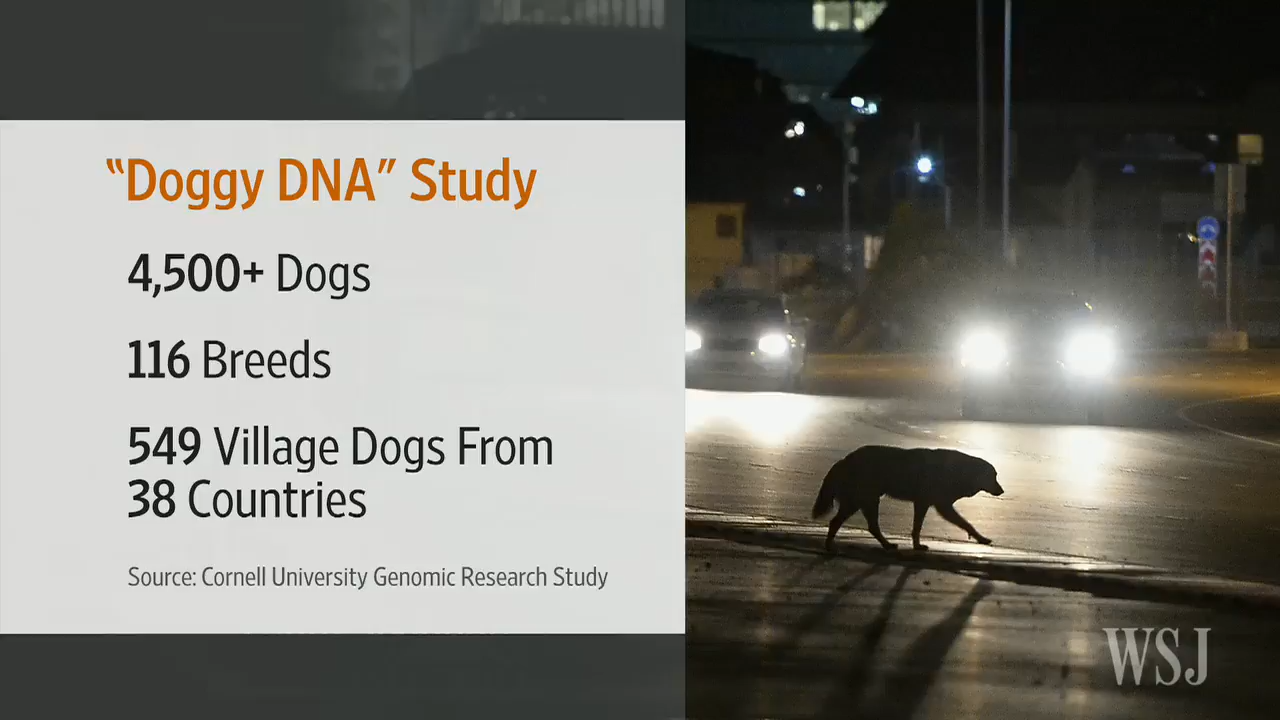 “Doggy DNA” Study
4,500+ Dogs
116 Breeds
549 Village Dogs From
38 Countries
Source: Cornell University Genomic Research Study
WSJ